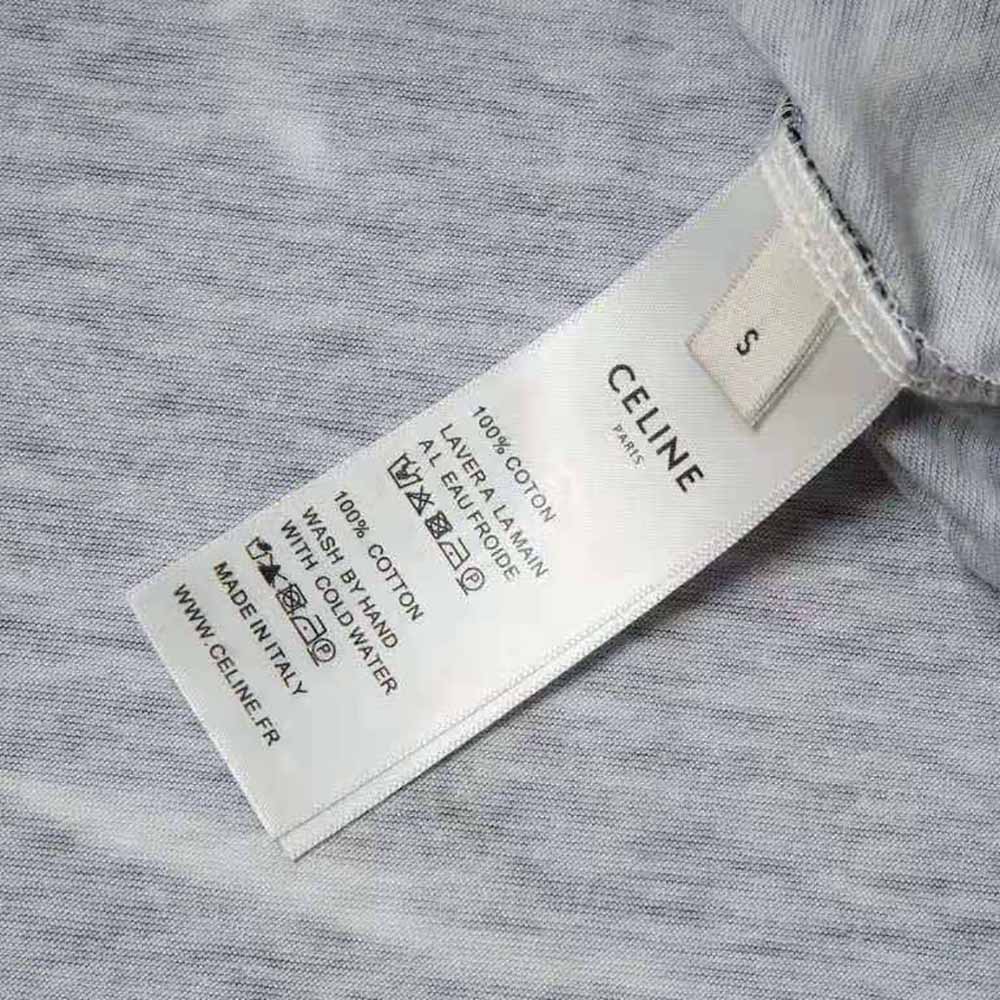 S
CELINE
PARIS
100% COTON
LAVER A LA MAIN
A L EAU FROIDE
P
100% COTTON
WASH BY HAND
WITH COLD WATER
P
MADE IN ITALY
WWW.CELINE.FR